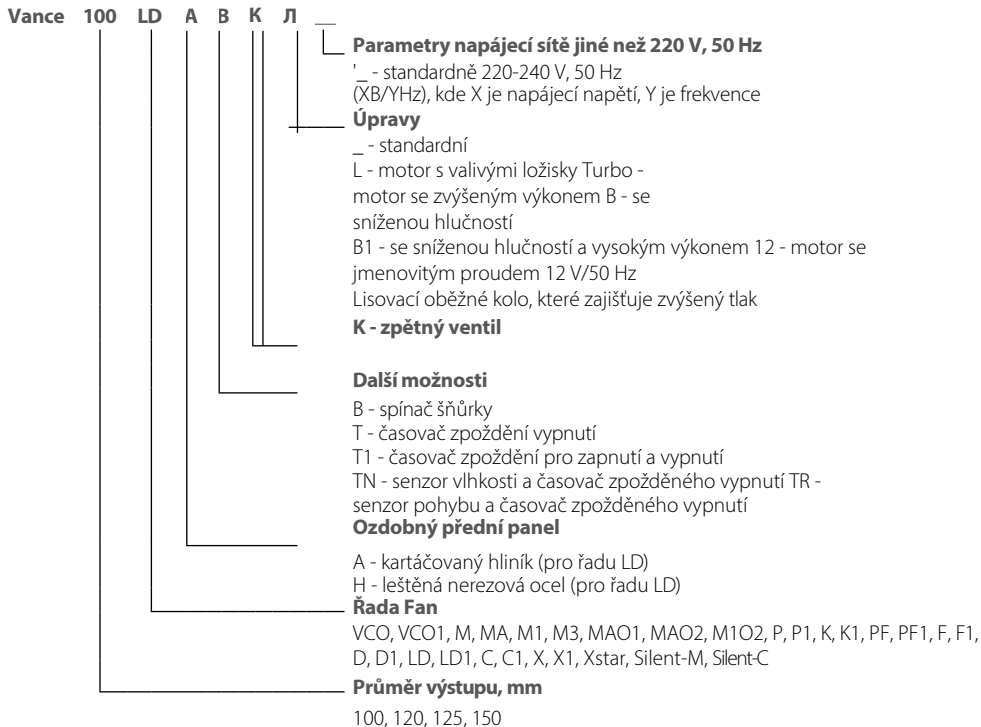 Vance 100 LD A B К Л __
Parametry napájecí sítě jiné než 220 V, 50 Hz
'_ - standardně 220-240 V, 50 Hz
(XB/YHz), kde X je napájecí napětí, Y je frekvence
Úpravy
_ - standardní
L - motor s valivými ložisky Turbo -
motor se zvýšeným výkonem B - se
sníženou hlučností
B1 - se sníženou hlučností a vysokým výkonem 12 - motor se
jmenovitým proudem 12 V/50 Hz
Lisovací oběžné kolo, které zajišťuje zvýšený tlak
K - zpětný ventil
Další možnosti
B - spínač šňůrky
T - časovač zpoždění vypnutí
T1 - časovač zpoždění pro zapnutí a vypnutí
TN - senzor vlhkosti a časovač zpožděného vypnutí TR -
senzor pohybu a časovač zpožděného vypnutí
Ozdobný přední panel
A - kartáčovaný hliník (pro řadu LD)
H - leštěná nerezová ocel (pro řadu LD)
Řada Fan
VCO, VCO1, M, MA, M1, M3, MAO1, MAO2, M1O2, P, P1, K, K1, PF, PF1, F, F1,
D, D1, LD, LD1, C, C1, X, X1, Xstar, Silent-M, Silent-C
Průměr výstupu, mm
100, 120, 125, 150